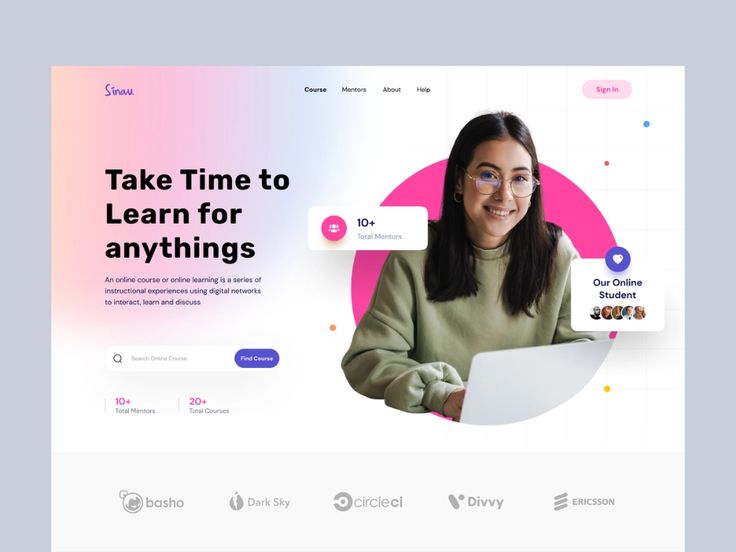 Sinau.
Course Mentors About Help
Sign In
Take Time to
Learn for
anythings
An online course or online learning is a series of
instructional experiences using digital networks
to interact, learn and discuss
10+
Total Mentors
Our Online
Student
Search Online Course
Find Course
10+
Total Mentors
20+
Total Courses
basho
Dark Sky
circleci
Divvy
ERICSSON